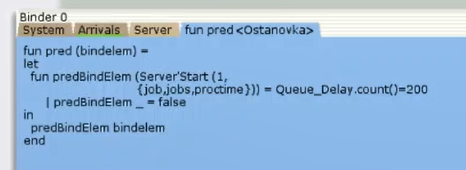 Binder 0
System Arrivals Server fun pred <Ostanovka>
fun pred (bindelem) =
let
fun predBindElem (Server'Start (1,
{job,jobs,proctime})) = Queue_Delay.count()=200
| predBindElem _ = false
in
predBindElem bindelem
end